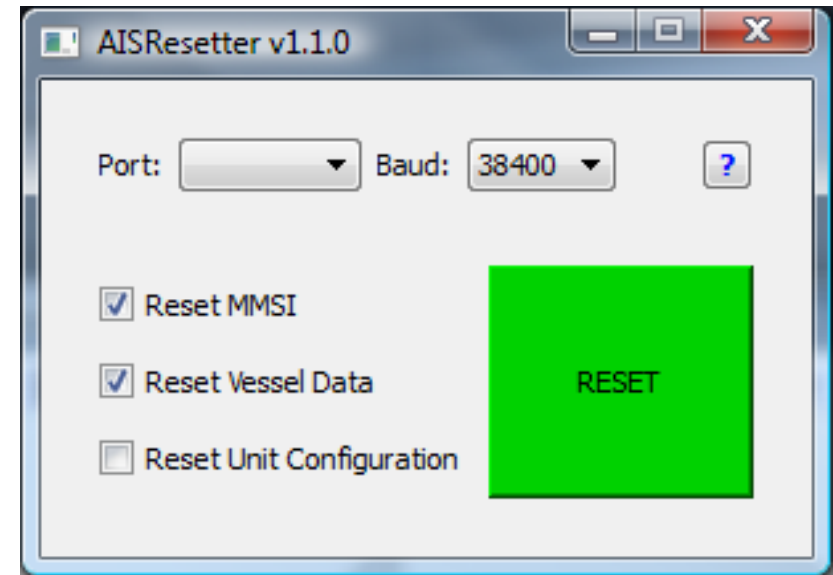 AISResetter v1.1.0
X
Port: Baud: 38400 ?
Reset MMSI
Reset Vessel Data RESET
Reset Unit Configuration